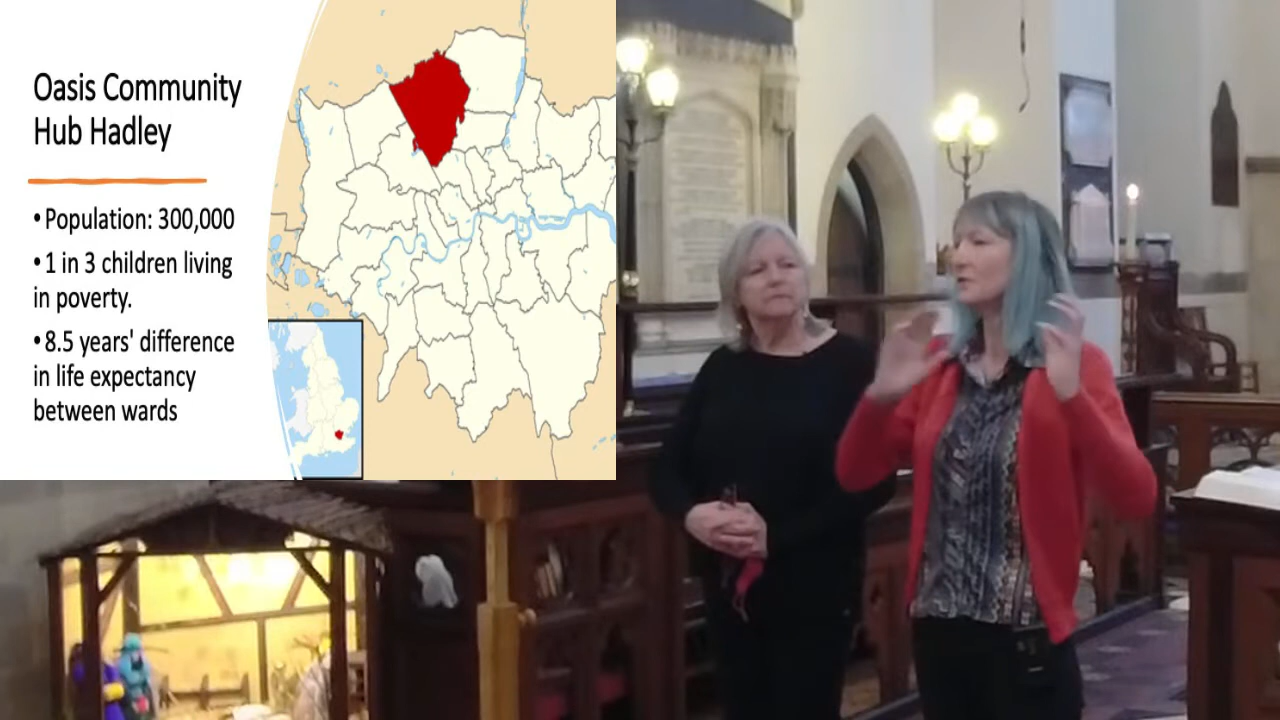 Oasis Community
Hub Hadley
• Population: 300,000
• 1 in 3 children living
in poverty.
• 8.5 years' difference
in life expectancy
between wards